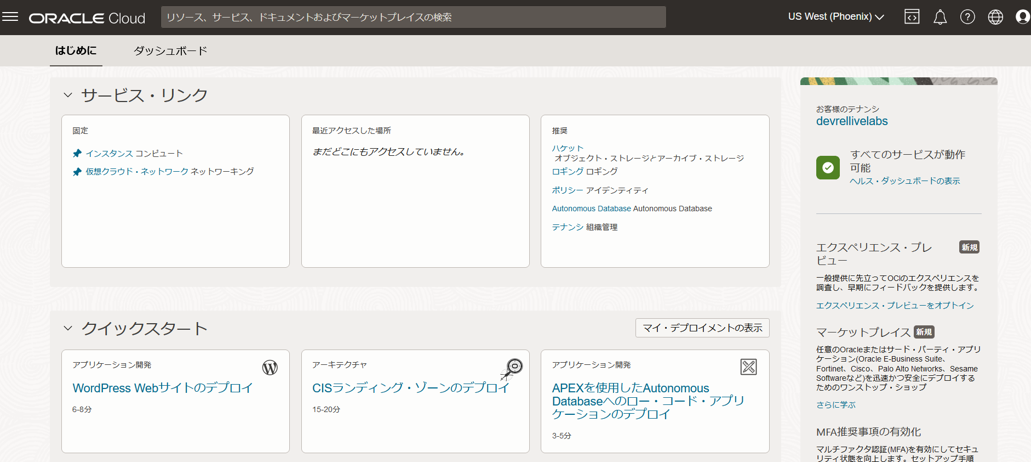 ORACLE Cloud
リソース、サービス、ドキュメントおよびマーケットプレイスの検索
US West (Phoenix)
はじめに
ダッシュボード
サービス・リンク
固定
インスタンス コンピュート
仮想クラウド・ネットワーク ネットワーキング
最近アクセスした場所
まだどこにもアクセスしていません。
推奨
バケット
オブジェクト・ストレージとアーカイブ・ストレージ
ロギング ロギング
ポリシー アイデンティティ
Autonomous Database Autonomous Database
テナンシ 組織管理
クイックスタート
マイ・デプロイメントの表示
アプリケーション開発
WordPress Webサイトのデプロイ
6-8分
アーキテクチャ
CISランディング・ゾーンのデプロイ
15-20分
アプリケーション開発
APEXを使用したAutonomous
Databaseへのロー・コード・アプリ
ケーションのデプロイ
3-5分
お客様のテナンシ
devrellivelabs
すべてのサービスが動作
可能
ヘルス・ダッシュボードの表示
エクスペリエンス・プレ
ビュー
新規
一般提供に先立ってOCIのエクスペリエンスを
調査し、早期にフィードバックを提供します。
エクスペリエンス・プレビューをオプトイン
マーケットプレイス 新規
任意のOracleまたはサード・パーティ・アプリ
ケーション(Oracle E-Business Suite、
Fortinet、Cisco、Palo Alto Networks、Sesame
Softwareなど)を迅速かつ安全にデプロイする
ためのワンストップ・ショップ
さらに学ぶ
MFA推奨事項の有効化
マルチファクタ認証(MFA)を有効にしてセキュ
リティ状態を向上します。セットアップ手順